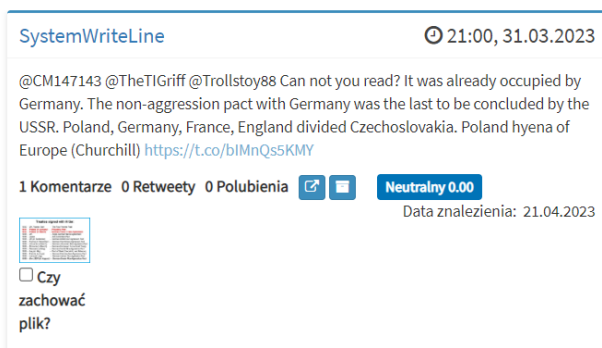 SystemWriteLine 21:00, 31.03.2023
@CM147143 @TheTIGriff @Trollstoy88 Can not you read? It was already occupied by
Germany. The non-aggression pact with Germany was the last to be concluded by the
USSR. Poland, Germany, France, England divided Czechoslovakia. Poland hyena of
Europe (Churchill) https://t.co/bIMnQs5KMY
1 Komentarze 0 Retweety 0 Polubienia Neutralny 0.00
Data znalezienia: 21.04.2023
Czy
zachować
plik?